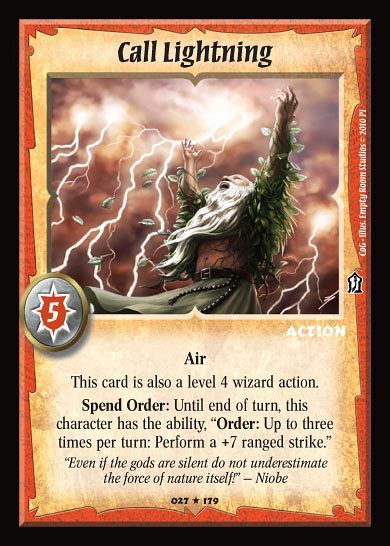 Call Lightning
CoG • Illus. Empty Room Studios © 2010 PI
5
ACTION
Air
This card is also a level 4 wizard action.
Spend Order: Until end of turn, this
character has the ability, “Order: Up to three
times per turn: Perform a +7 ranged strike.”
“Even if the gods are silent do not underestimate
the force of nature itself!” – Niobe
027 ★ 179